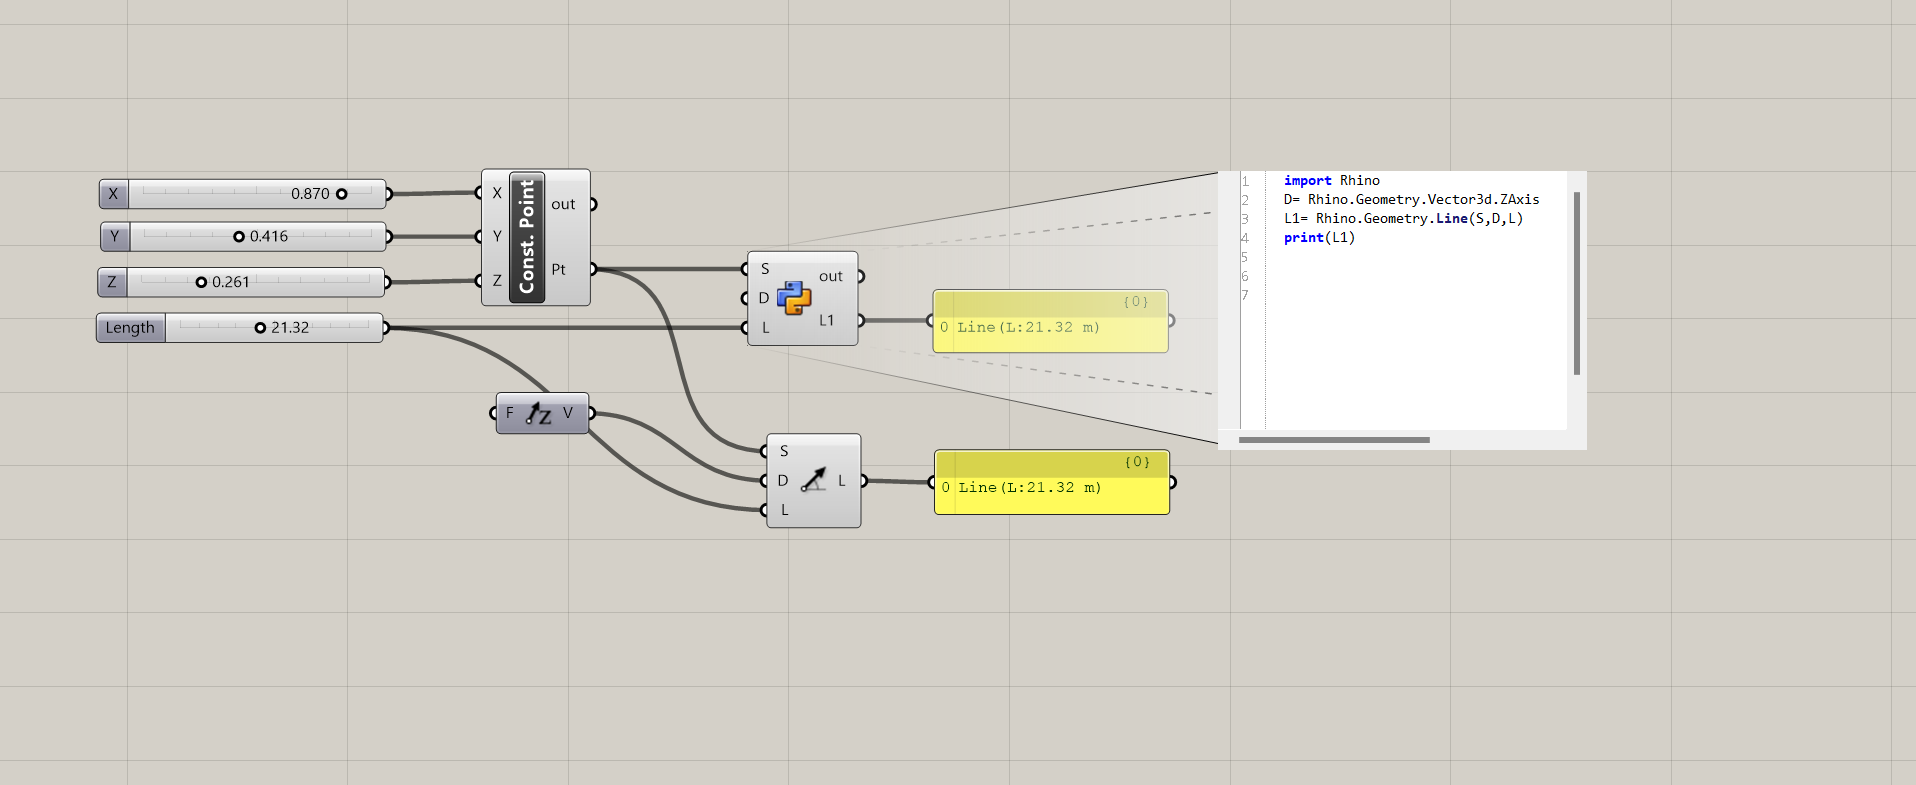 X 0.870
Y 0.416
Z 0.261
Length 21.32
X
Y
Z
Const. Point
out
Pt
S
D
L
out
L1
{0}
0 Line(L:21.32 m)
F Z V
S
D
L
L
{0}
0 Line(L:21.32 m)
1 import Rhino
2 D= Rhino.Geometry.Vector3d.ZAxis
3 L1= Rhino.Geometry.Line(S,D,L)
4 print(L1)
5
6
7